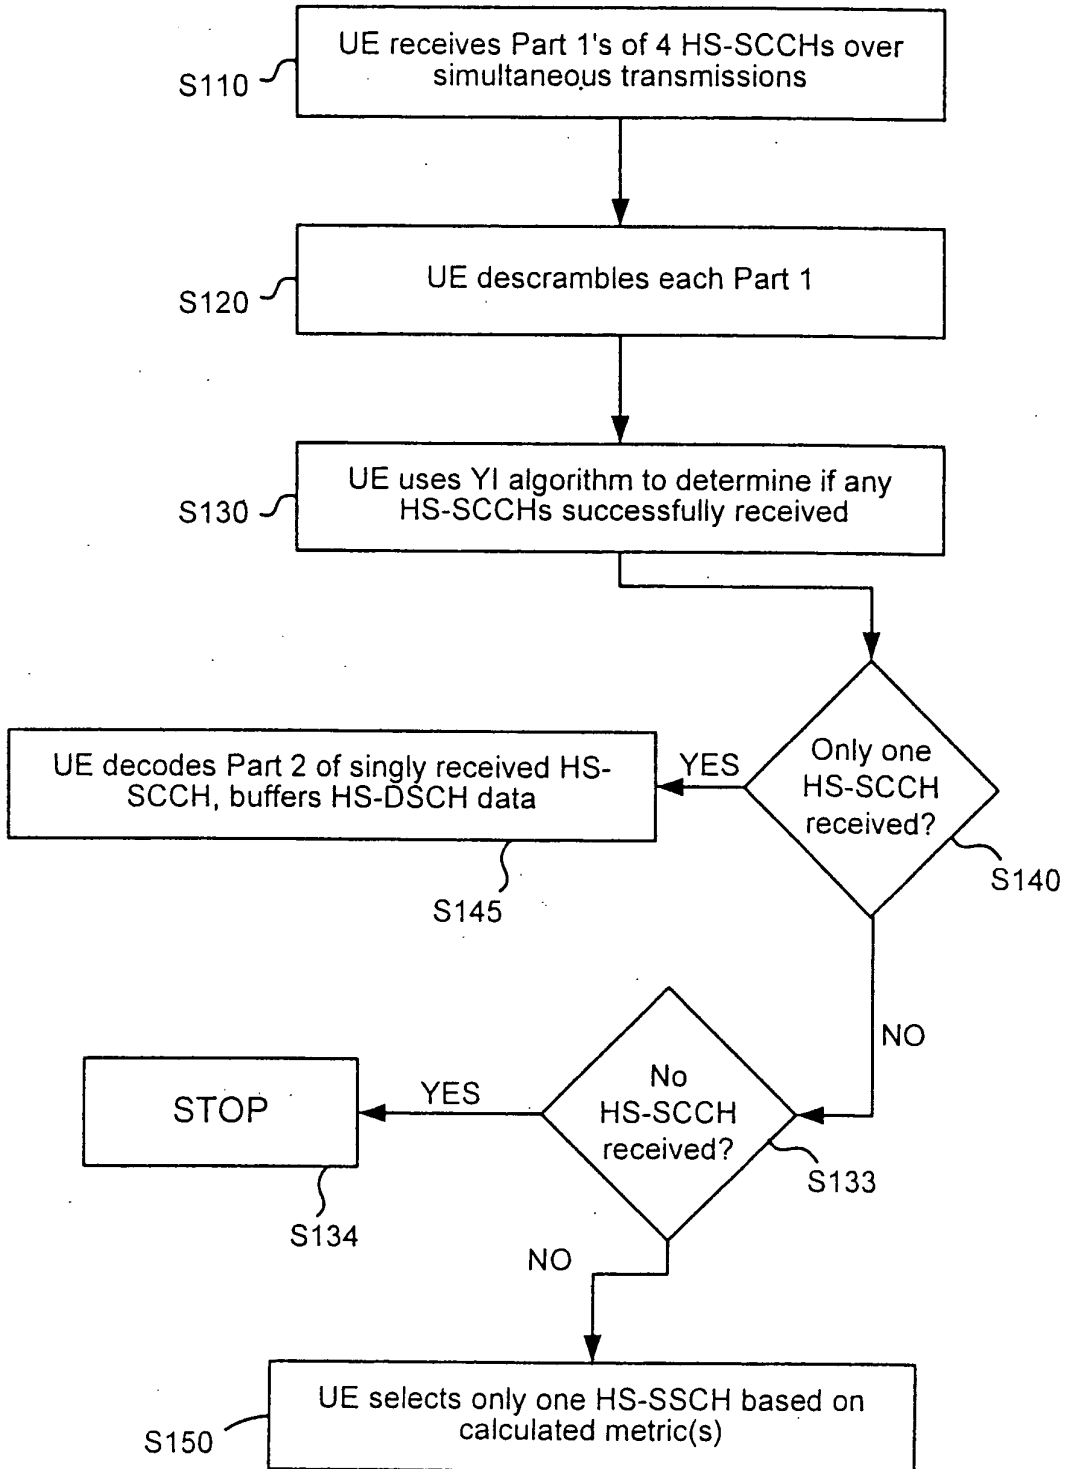 UE receives Part 1's of 4 HS-SCCHs over
simultaneous transmissions
S110
UE descrambles each Part 1
S120
UE uses YI algorithm to determine if any
HS-SCCHs successfully received
S130
Only one
HS-SCCH
received?
S140
YES
UE decodes Part 2 of singly received HS-
SCCH, buffers HS-DSCH data
S145
NO
No
HS-SCCH
received?
S133
YES
STOP
S134
NO
UE selects only one HS-SSCH based on
calculated metric(s)
S150